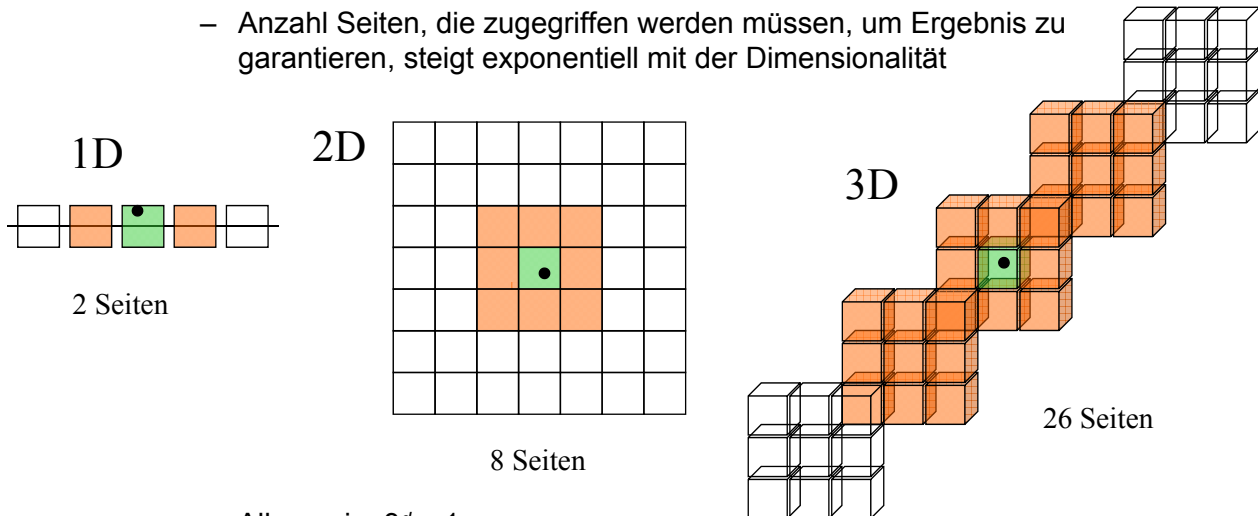 – Anzahl Seiten, die zugegriffen werden müssen, um Ergebnis zu
garantieren, steigt exponentiell mit der Dimensionalität
1D
2D
3D
2 Seiten
8 Seiten
26 Seiten